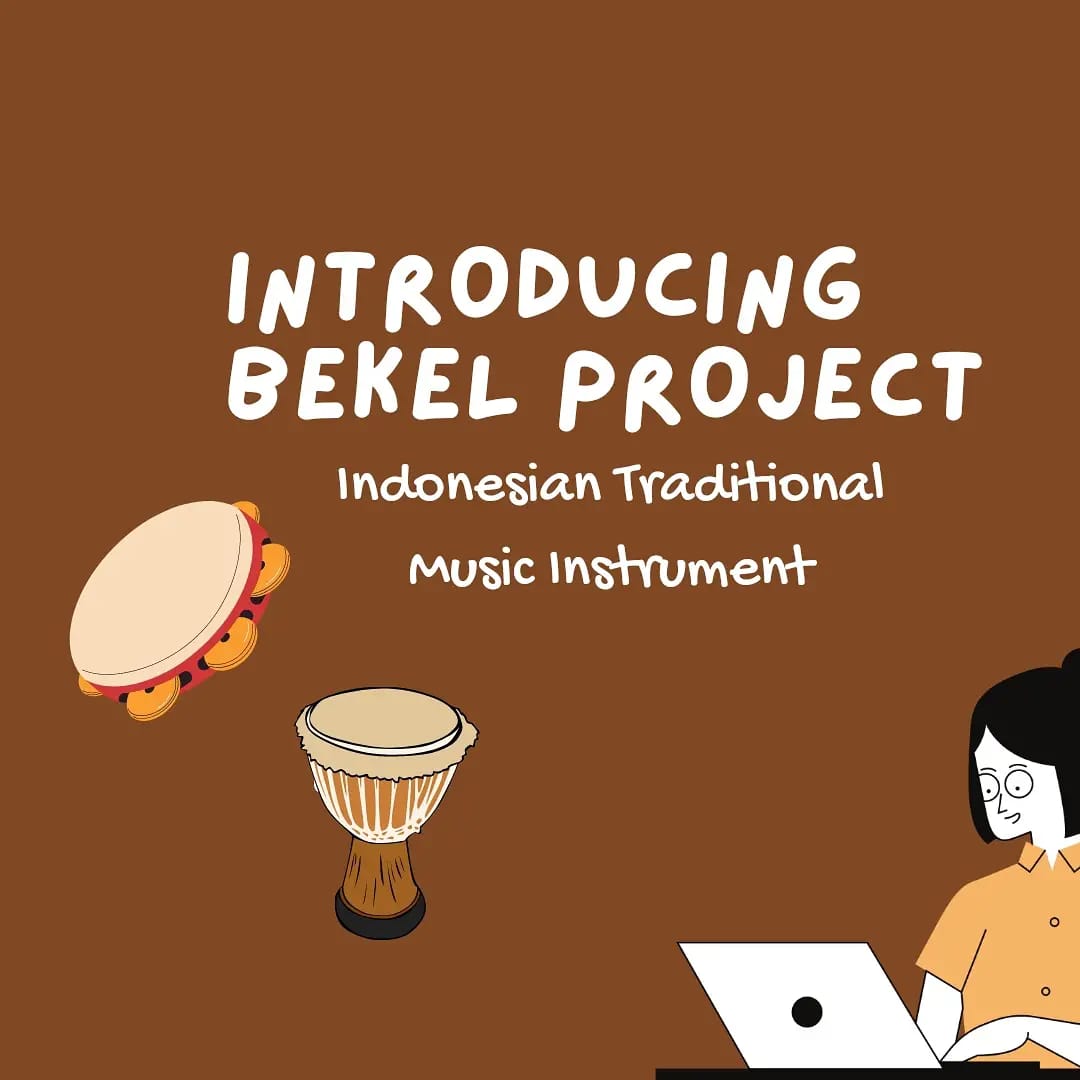 INTRODUCING
BEKEL PROJECT
Indonesian Traditional
Music Instrument